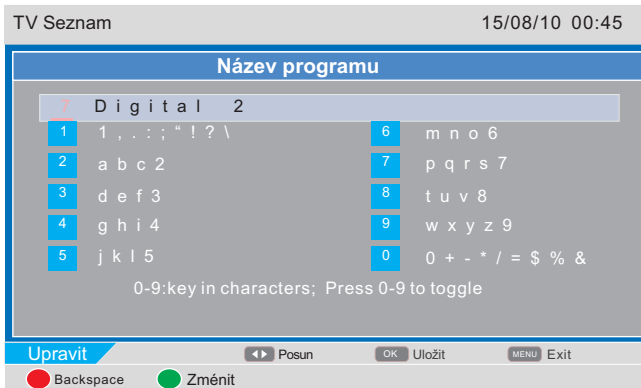 TV Seznam 15/08/10 00:45
Název programu
7 Digital 2
1 1 , . : ; “ ! ? \ 6 m n o 6
2 a b c 2 7 p q r s 7
3 d e f 3 8 t u v 8
4 g h i 4 9 w x y z 9
5 j k l 5 0 0 + - * / = $ % &
0-9:key in characters; Press 0-9 to toggle
Upravit Posun OK Uložit MENU Exit
Backspace Zménit